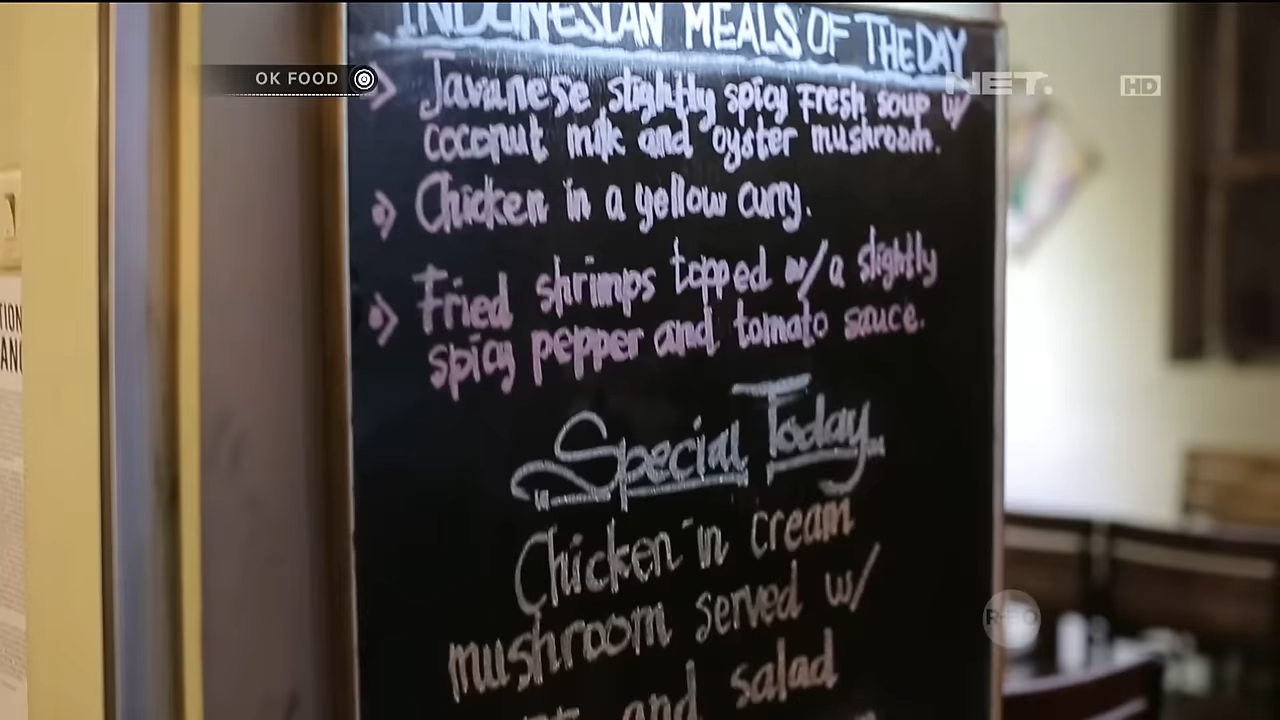 INDONESIAN MEALS OF THE DAY
OK FOOD
NET.
HD
Javanese slightly spicy fresh soup w/
coconut milk and oyster mushroom.
Chicken in a yellow curry.
Fried shrimps topped w/ a slightly
spicy pepper and tomato sauce.
Special Today
Chicken in cream
mushroom served w/
and salad